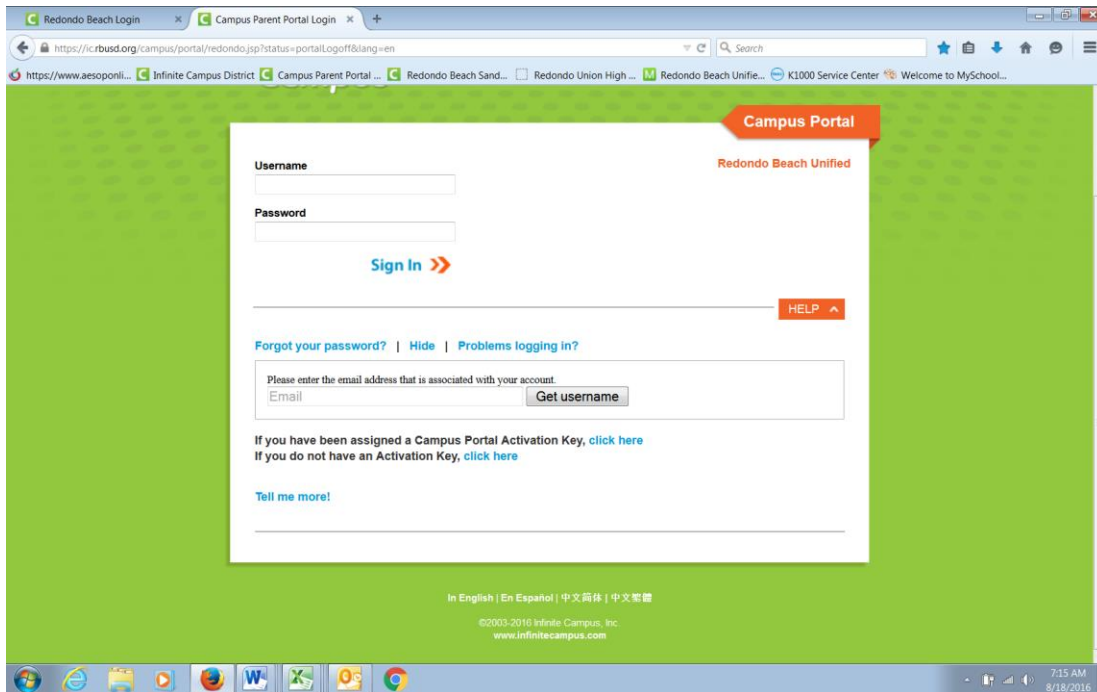 Redondo Beach Login × Campus Parent Portal Login × +
https://ic.rbusd.org/campus/portal/redondo.jsp?status=portalLogoff&lang=en Search
https://www.aesoponli... Infinite Campus District Campus Parent Portal ... Redondo Beach Sand... Redondo Union High ... Redondo Beach Unifie... K1000 Service Center Welcome to MySchool...
Campus Portal
Redondo Beach Unified
Username
Password
Sign In
HELP
Forgot your password? | Hide | Problems logging in?
Please enter the email address that is associated with your account.
Email Get username
If you have been assigned a Campus Portal Activation Key, click here
If you do not have an Activation Key, click here
Tell me more!
In English | En Español | 中文简体 | 中文繁體
©2003-2016 Infinite Campus, Inc.
www.infinitecampus.com
7:15 AM
8/18/2016